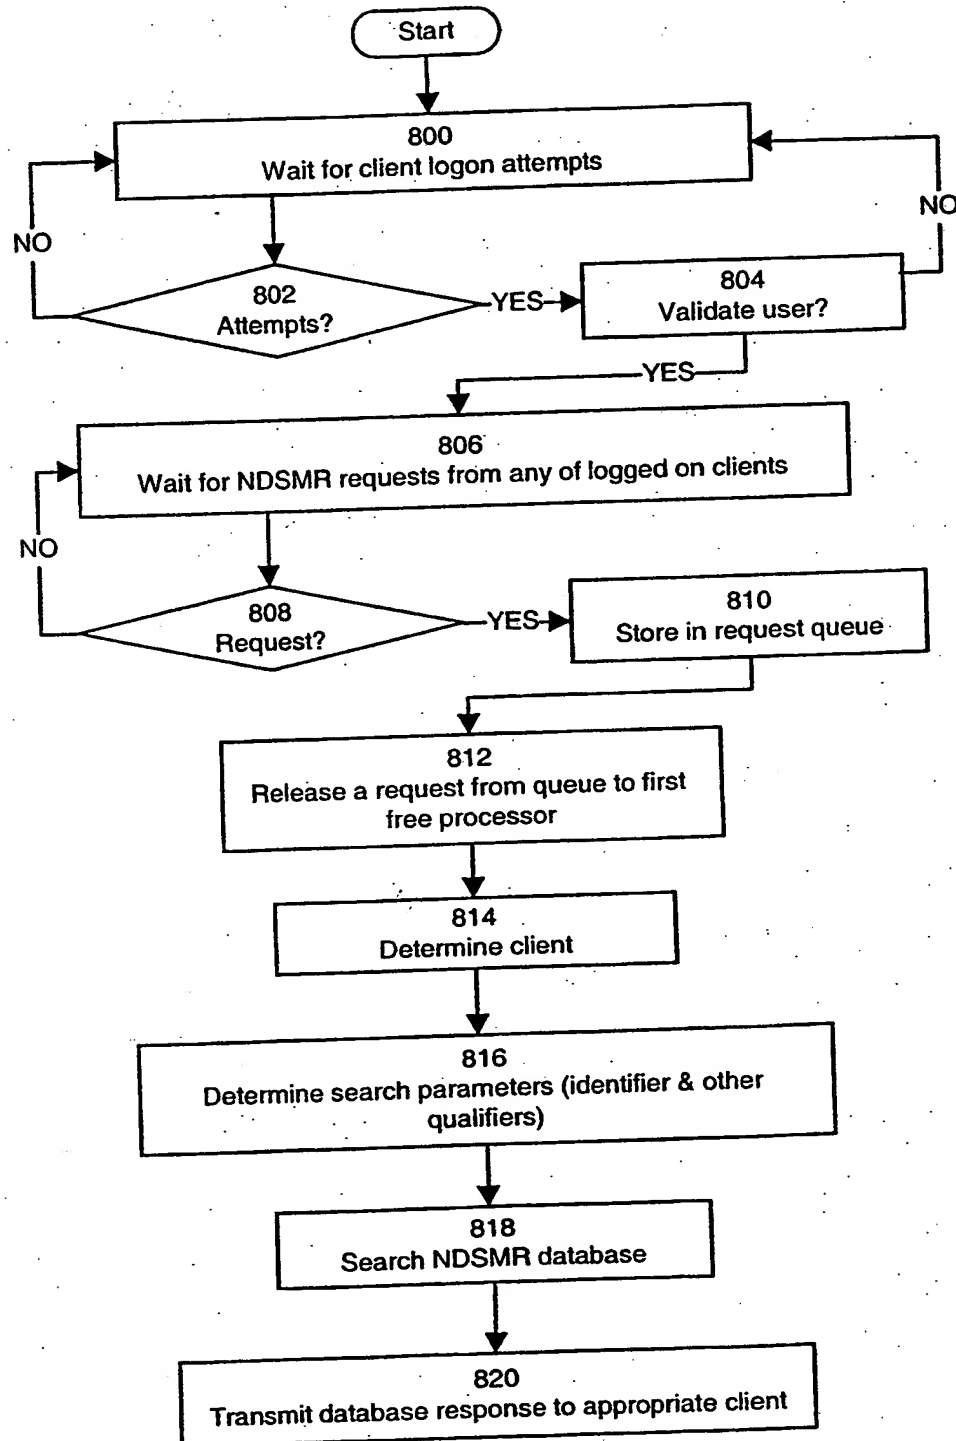 Start
800
Wait for client logon attempts
NO
NO
802
Attempts?
YES
804
Validate user?
YES
806
Wait for NDSMR requests from any of logged on clients
NO
808
Request?
YES
810
Store in request queue
812
Release a request from queue to first
free processor
814
Determine client
816
Determine search parameters (identifier & other
qualifiers)
818
Search NDSMR database
820
Transmit database response to appropriate client